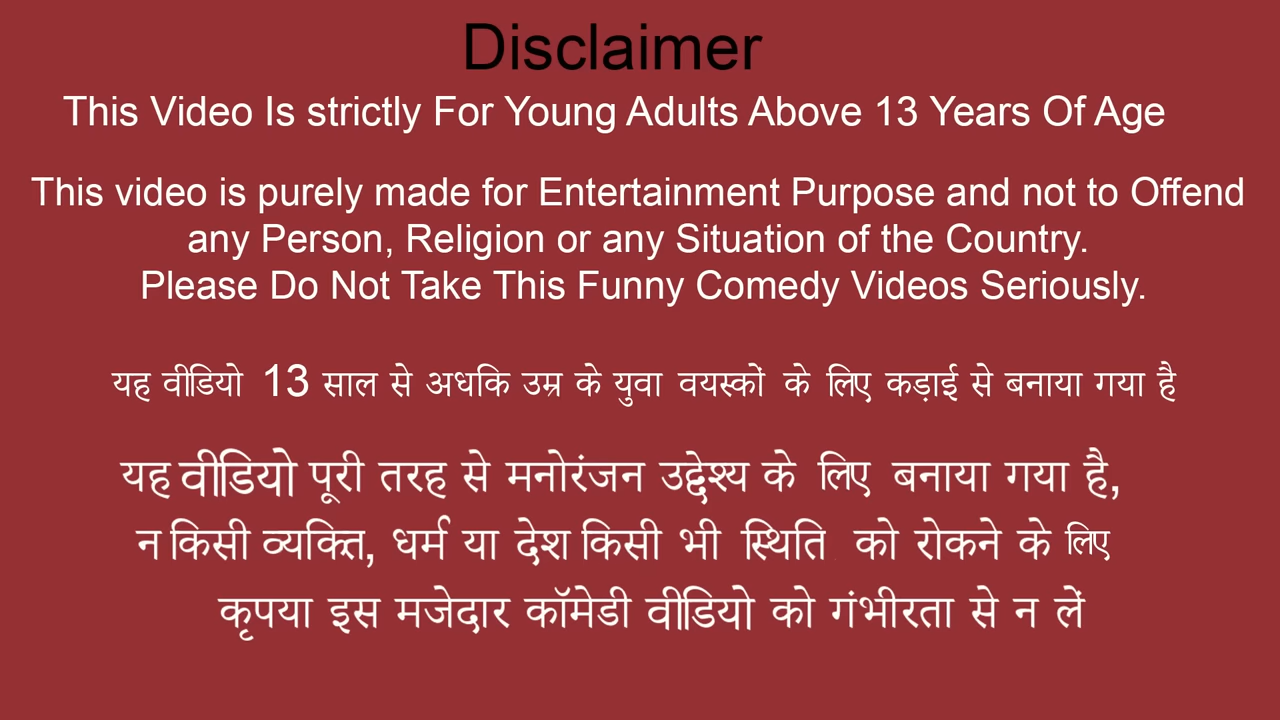 Disclaimer
This Video Is strictly For Young Adults Above 13 Years Of Age
This video is purely made for Entertainment Purpose and not to Offend
any Person, Religion or any Situation of the Country.
Please Do Not Take This Funny Comedy Videos Seriously.
यह वीडियो 13 साल से अधकि उम्र के युवा वयस्कों के लिए कड़ाई से बनाया गया है
यह वीडियो पूरी तरह से मनोरंजन उद्देश्य के लिए बनाया गया है,
न किसी व्यक्ति, धर्म या देश किसी भी स्थिति को रोकने के लिए
कृपया इस मजेदार कॉमेडी वीडियो को गंभीरता से न लें